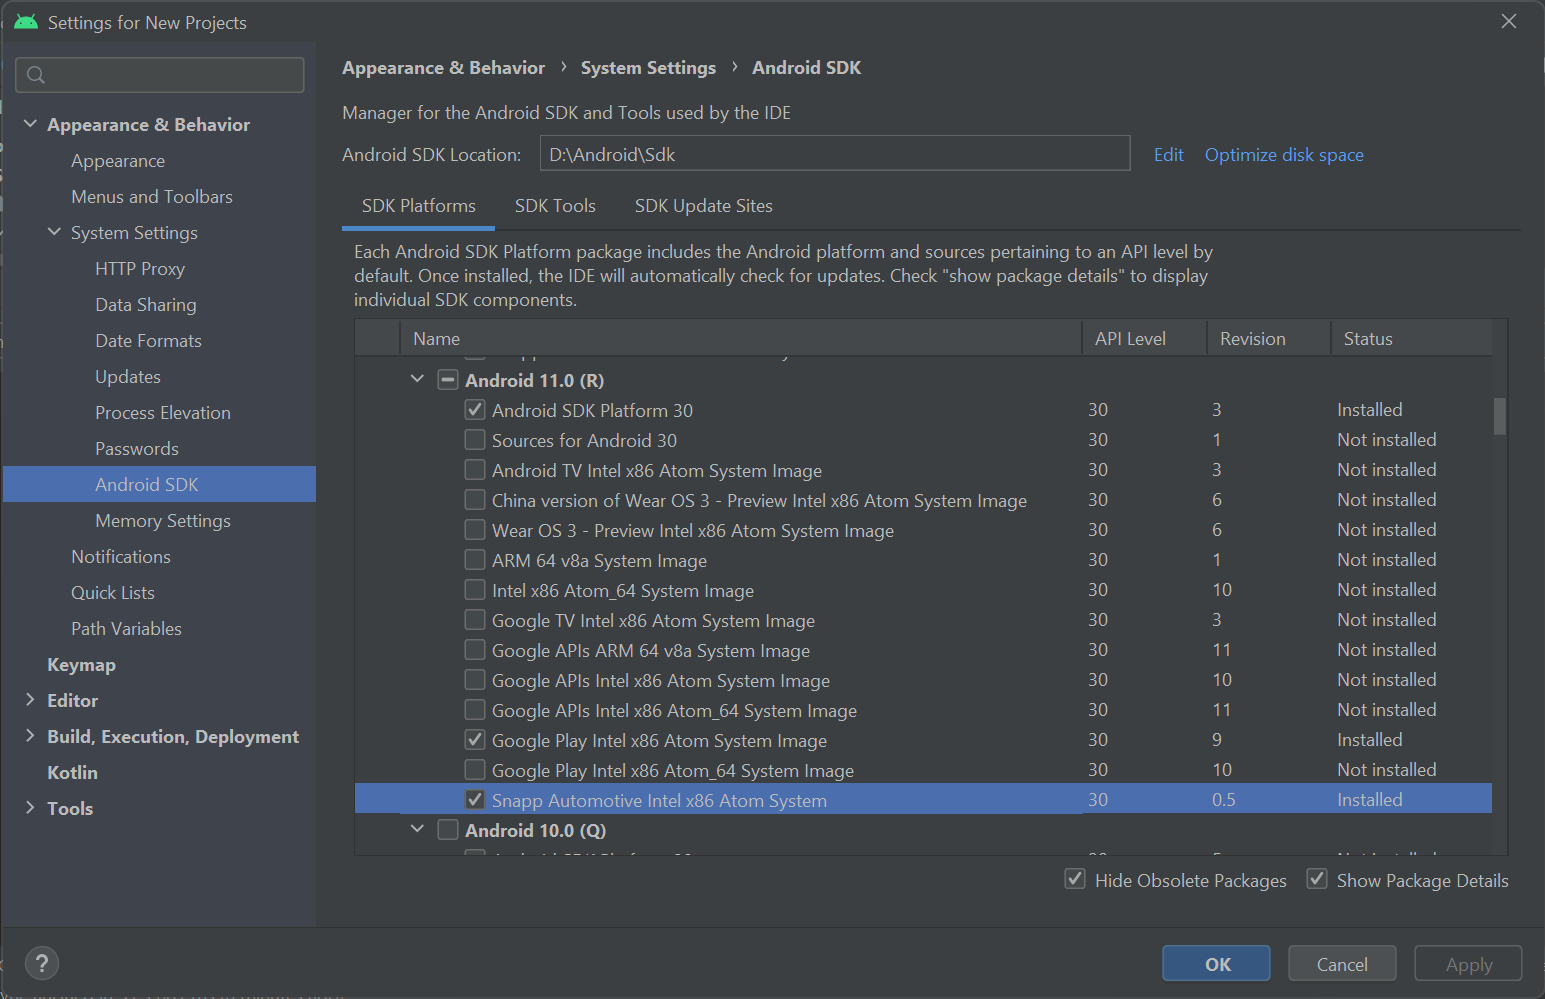 Settings for New Projects
Appearance & Behavior
Appearance
Menus and Toolbars
System Settings
HTTP Proxy
Data Sharing
Date Formats
Updates
Process Elevation
Passwords
Android SDK
Memory Settings
Notifications
Quick Lists
Path Variables
Keymap
Editor
Build, Execution, Deployment
Kotlin
Tools
Appearance & Behavior › System Settings › Android SDK
Manager for the Android SDK and Tools used by the IDE
Android SDK Location: D:\Android\Sdk Edit Optimize disk space
SDK Platforms SDK Tools SDK Update Sites
Each Android SDK Platform package includes the Android platform and sources pertaining to an API level by
default. Once installed, the IDE will automatically check for updates. Check "show package details" to display
individual SDK components.
Name API Level Revision Status
Android 11.0 (R)
Android SDK Platform 30 30 3 Installed
Sources for Android 30 30 1 Not installed
Android TV Intel x86 Atom System Image 30 3 Not installed
China version of Wear OS 3 - Preview Intel x86 Atom System Image 30 6 Not installed
Wear OS 3 - Preview Intel x86 Atom System Image 30 6 Not installed
ARM 64 v8a System Image 30 1 Not installed
Intel x86 Atom_64 System Image 30 10 Not installed
Google TV Intel x86 Atom System Image 30 3 Not installed
Google APIs ARM 64 v8a System Image 30 11 Not installed
Google APIs Intel x86 Atom System Image 30 10 Not installed
Google APIs Intel x86 Atom_64 System Image 30 11 Not installed
Google Play Intel x86 Atom System Image 30 9 Installed
Google Play Intel x86 Atom_64 System Image 30 10 Not installed
Snapp Automotive Intel x86 Atom System 30 0.5 Installed
Android 10.0 (Q)
Hide Obsolete Packages Show Package Details
? OK Cancel Apply